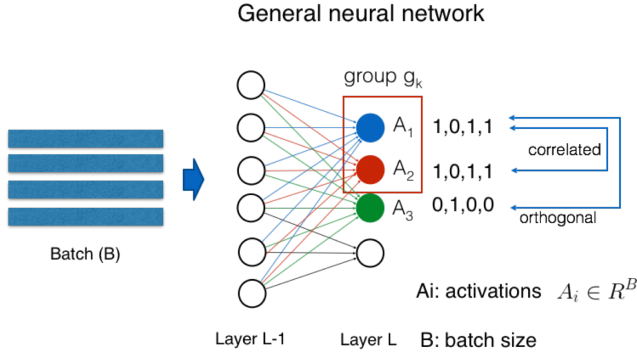 General neural network
group gₖ
A₁ 1,0,1,1
correlated
A₂ 1,0,1,1
A₃ 0,1,0,0
orthogonal
Batch (B)
Ai: activations Aᵢ ∈ Rᴮ
Layer L-1 Layer L B: batch size